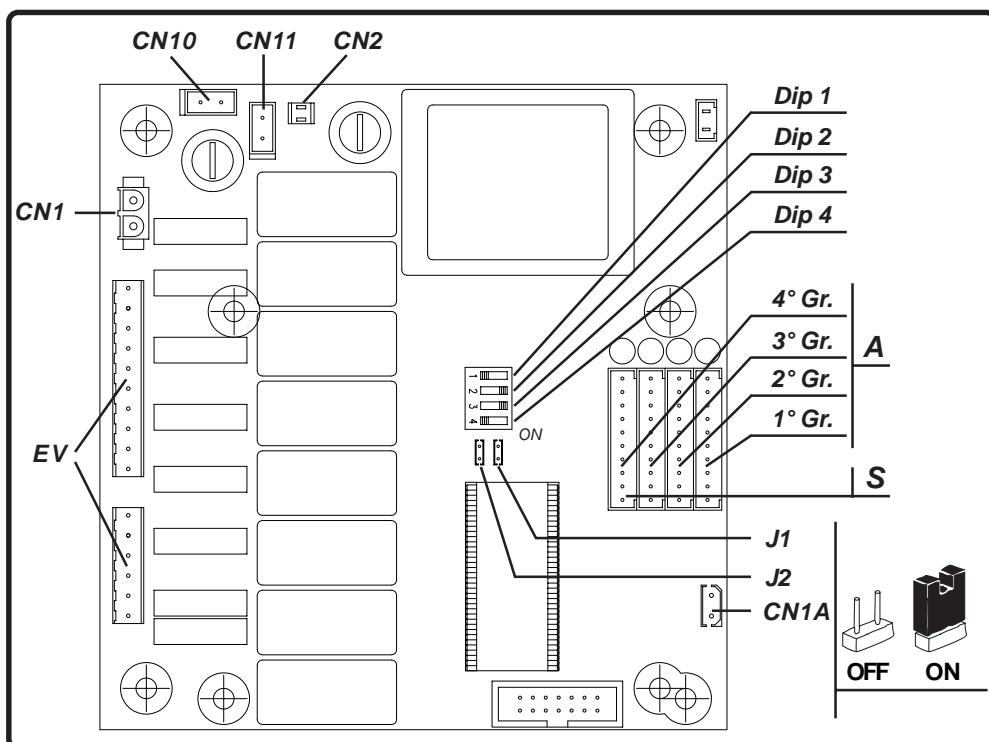 CN10
CN11
CN2
CN1
EV
Dip 1
Dip 2
Dip 3
Dip 4
1
2
3
4
ON
4° Gr.
3° Gr.
2° Gr.
1° Gr.
A
S
J1
J2
CN1A
OFF ON